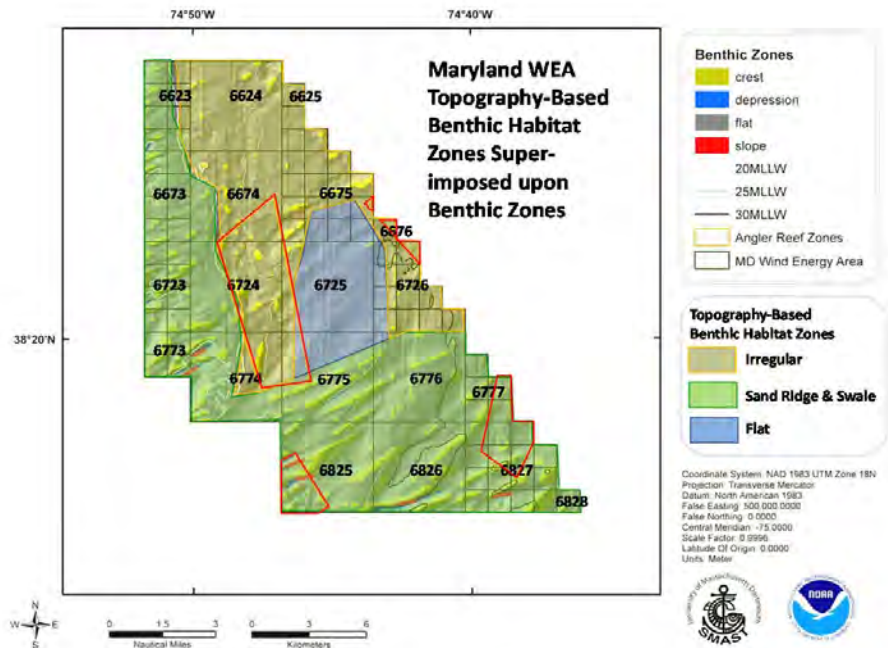 74°50'W
74°40'W
38°20'N
Maryland WEA
Topography-Based
Benthic Habitat
Zones Super-
imposed upon
Benthic Zones
6623
6624
6625
6673
6674
6675
6676
6723
6724
6725
6726
6773
6774
6775
6776
6777
6825
6826
6827
6828
Benthic Zones
crest
depression
flat
slope
20MLLW
25MLLW
30MLLW
Angler Reef Zones
MD Wind Energy Area
Topography-Based
Benthic Habitat Zones
Irregular
Sand Ridge & Swale
Flat
Coordinate System: NAD 1983 UTM Zone 18N
Projection: Transverse Mercator
Datum: North American 1983
False Easting: 500,000.0000
False Northing: 0.0000
Central Meridian: -75.0000
Scale Factor: 0.9996
Latitude Of Origin: 0.0000
Units: Meter
N
W E
S
0 1.5 3
Nautical Miles
0 3 6
Kilometers
University of Massachusetts Dartmouth
SMAST
NOAA